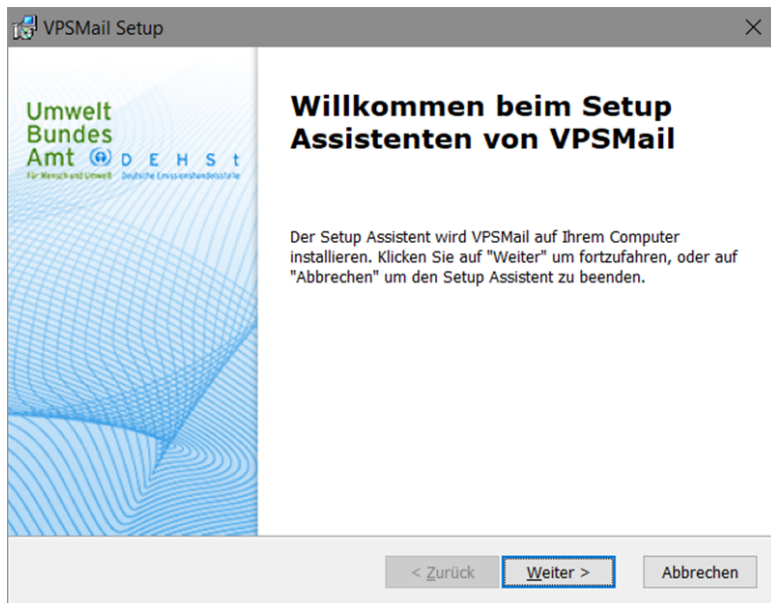 VPSMail Setup
Umwelt
Bundes
Amt DEHSt
Für Mensch und Umwelt Deutsche Emissionshandelsstelle
Willkommen beim Setup
Assistenten von VPSMail
Der Setup Assistent wird VPSMail auf Ihrem Computer
installieren. Klicken Sie auf "Weiter" um fortzufahren, oder auf
"Abbrechen" um den Setup Assistent zu beenden.
< Zurück Weiter > Abbrechen